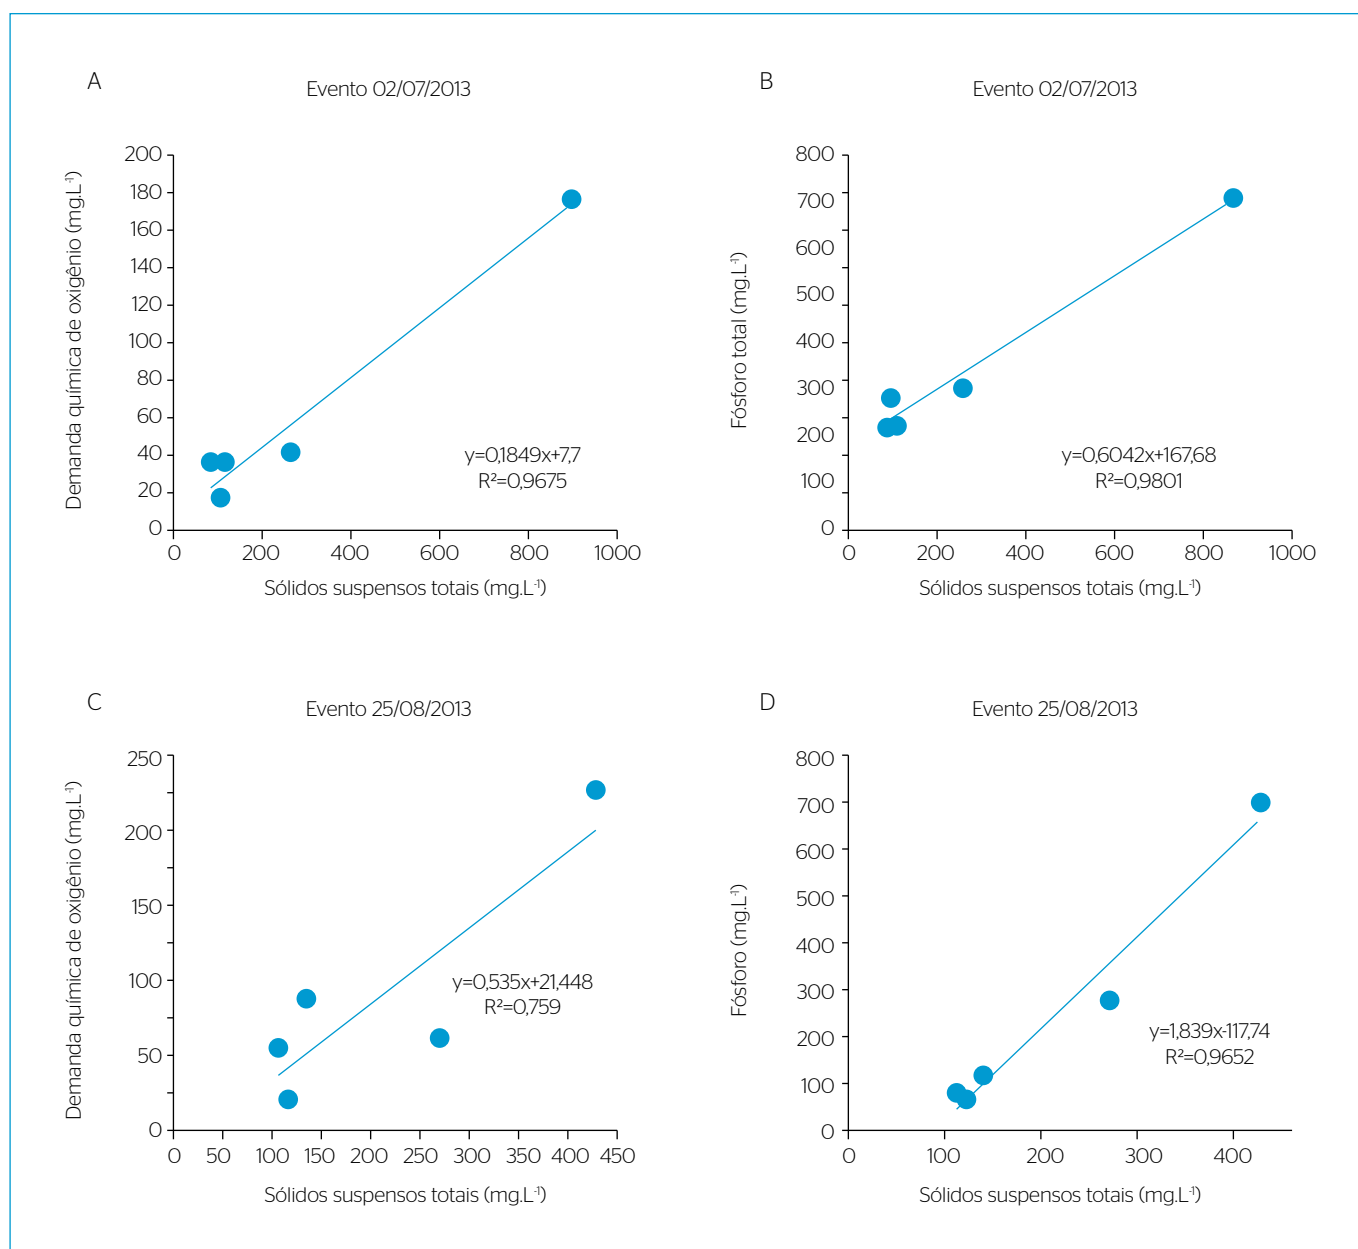 A
Evento 02/07/2013
Demanda química de oxigênio (mg.L⁻¹)
200
180
160
140
120
100
80
60
40
20
0
y=0,1849x+7,7
R²=0,9675
0 200 400 600 800 1000
Sólidos suspensos totais (mg.L⁻¹)
B
Evento 02/07/2013
Fósforo total (mg.L⁻¹)
800
700
600
500
400
300
200
100
0
y=0,6042x+167,68
R²=0,9801
0 200 400 600 800 1000
Sólidos suspensos totais (mg.L⁻¹)
C
Evento 25/08/2013
Demanda química de oxigênio (mg.L⁻¹)
250
200
150
100
50
0
y=0,535x+21,448
R²=0,759
0 50 100 150 200 250 300 350 400 450
Sólidos suspensos totais (mg.L⁻¹)
D
Evento 25/08/2013
Fósforo (mg.L⁻¹)
800
700
600
500
400
300
200
100
0
y=1,839x-117,74
R²=0,9652
0 100 200 300 400
Sólidos suspensos totais (mg.L⁻¹)